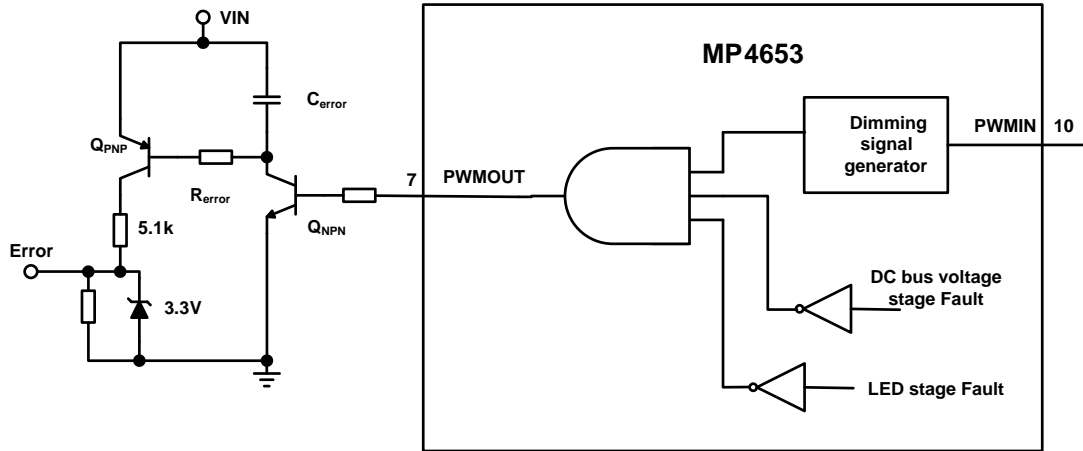 VIN
MP4653
Cerror
Dimming
signal
generator
PWMIN 10
QPNP
Rerror
7 PWMOUT
QNPN
5.1k
Error
3.3V
DC bus voltage
stage Fault
LED stage Fault